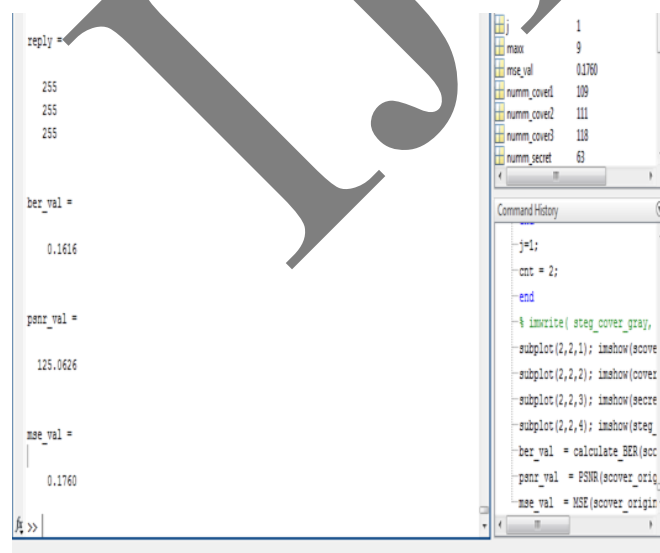 reply =
255
255
255
ber_val =
0.1616
psnr_val =
125.0626
mse_val =
0.1760
fx >>
j 1
maxx 9
mse_val 0.1760
numm_cover1 109
numm_cover2 111
numm_cover3 118
numm_secret 63
Command History
j=1;
cnt = 2;
end
% imwrite( steg_cover_gray,
subplot(2,2,1); imshow(scove
subplot(2,2,2); imshow(cover
subplot(2,2,3); imshow(secre
subplot(2,2,4); imshow(steg_
ber_val = calculate_BER(sco
psnr_val = PSNR(scover_orig
mse_val = MSE(scover_origin